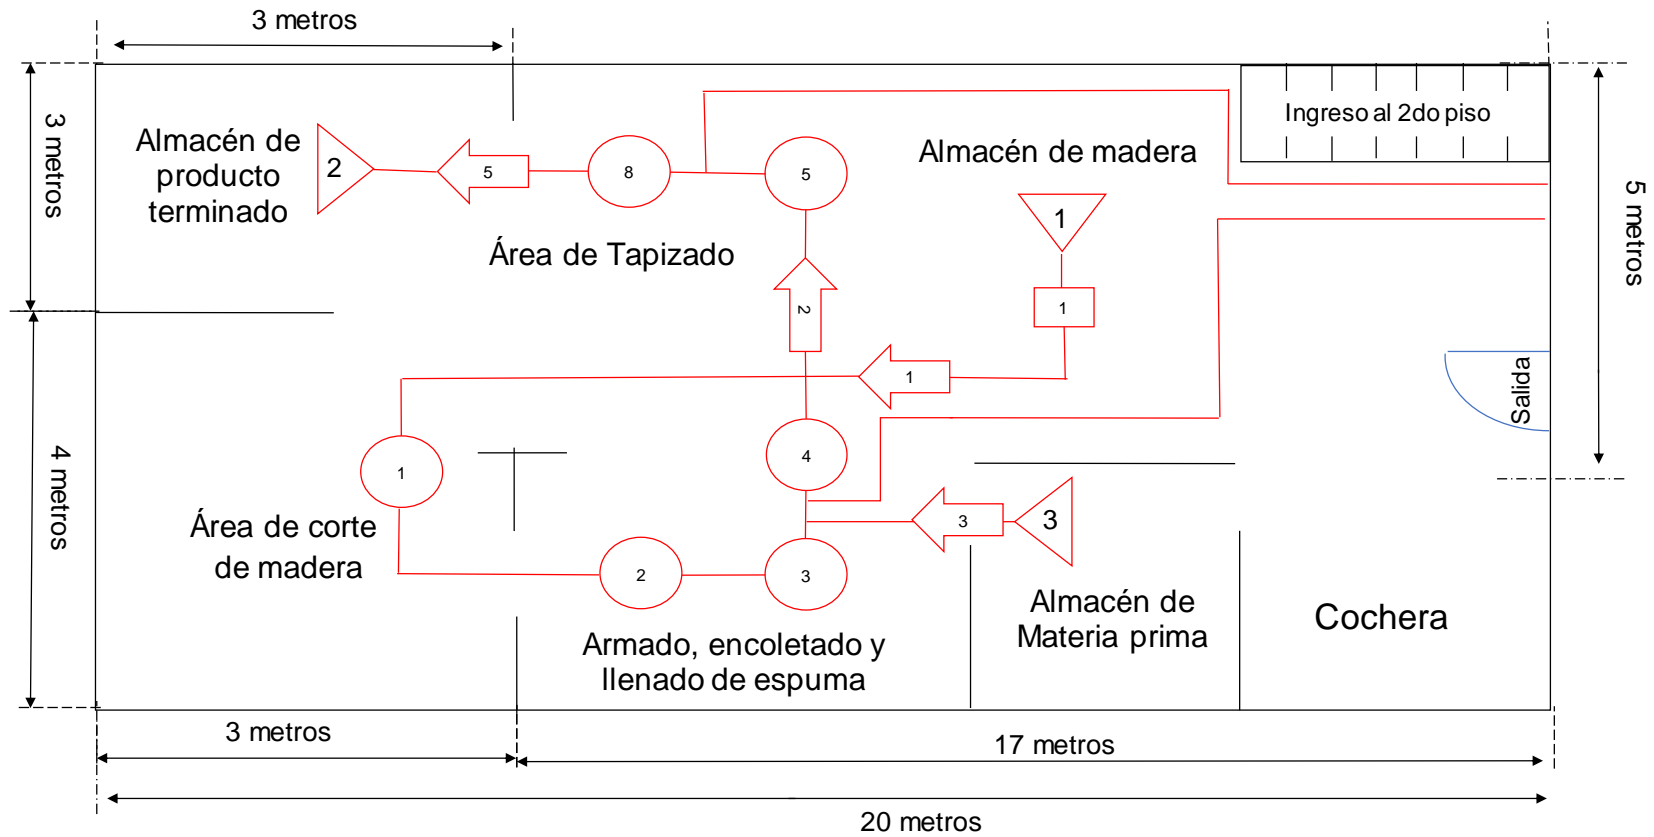 3 metros
3 metros
Almacén de
producto
terminado
2
5
8
5
Área de Tapizado
Almacén de madera
1
1
Ingreso al 2do piso
5 metros
2
1
Salida
4 metros
1
4
3
3
Área de corte
de madera
2
3
Armado, encoletado y
llenado de espuma
Almacén de
Materia prima
Cochera
3 metros
17 metros
20 metros